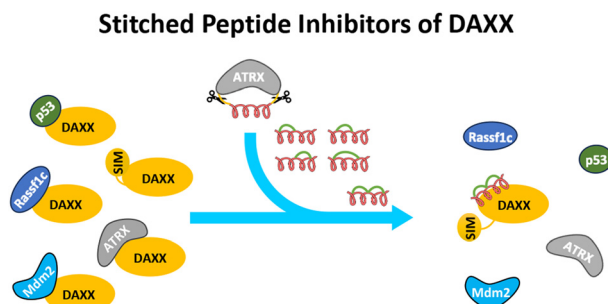 Stitched Peptide Inhibitors of DAXX
ATRX
p53
DAXX
SIM
DAXX
Rassf1c
DAXX
ATRX
DAXX
Mdm2
DAXX
Rassf1c
p53
DAXX
SIM
ATRX
Mdm2